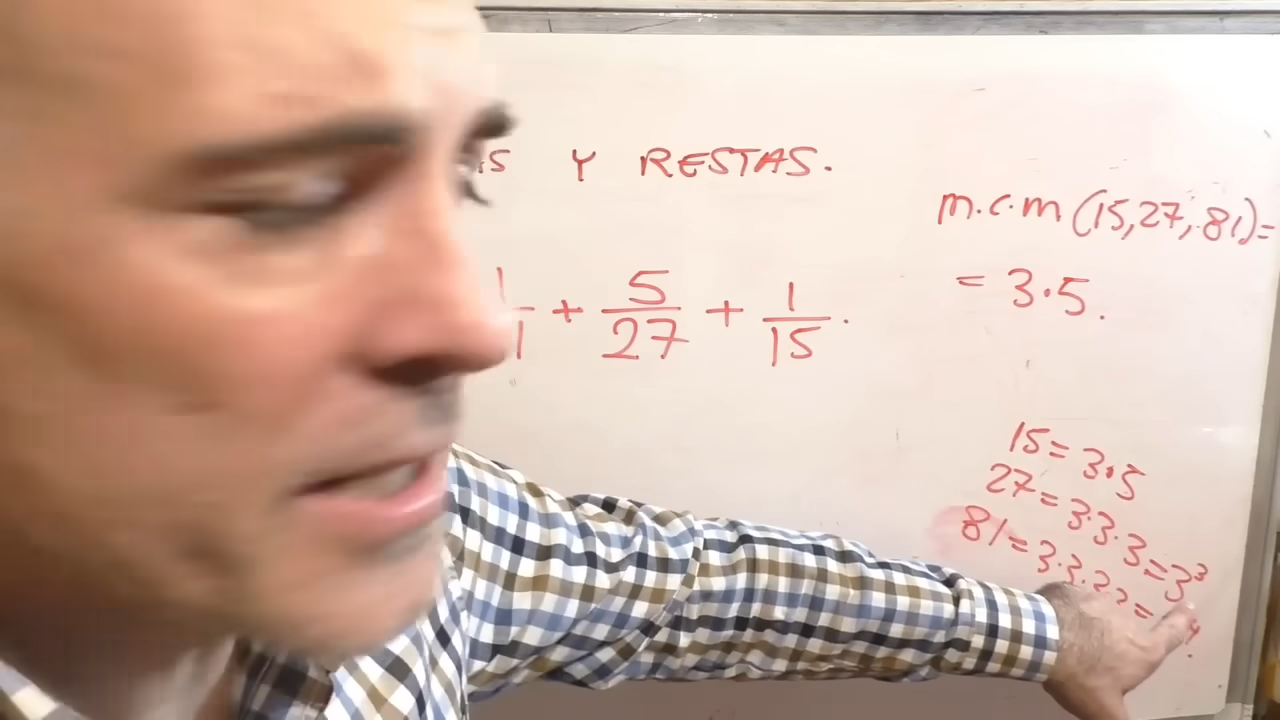 Y RESTAS.
m.c.m (15,27, 81)=
= 3·5.
+ 5/27 + 1/15.
15= 3·5
27= 3·3·3=3³
81= 3·3·3·3=